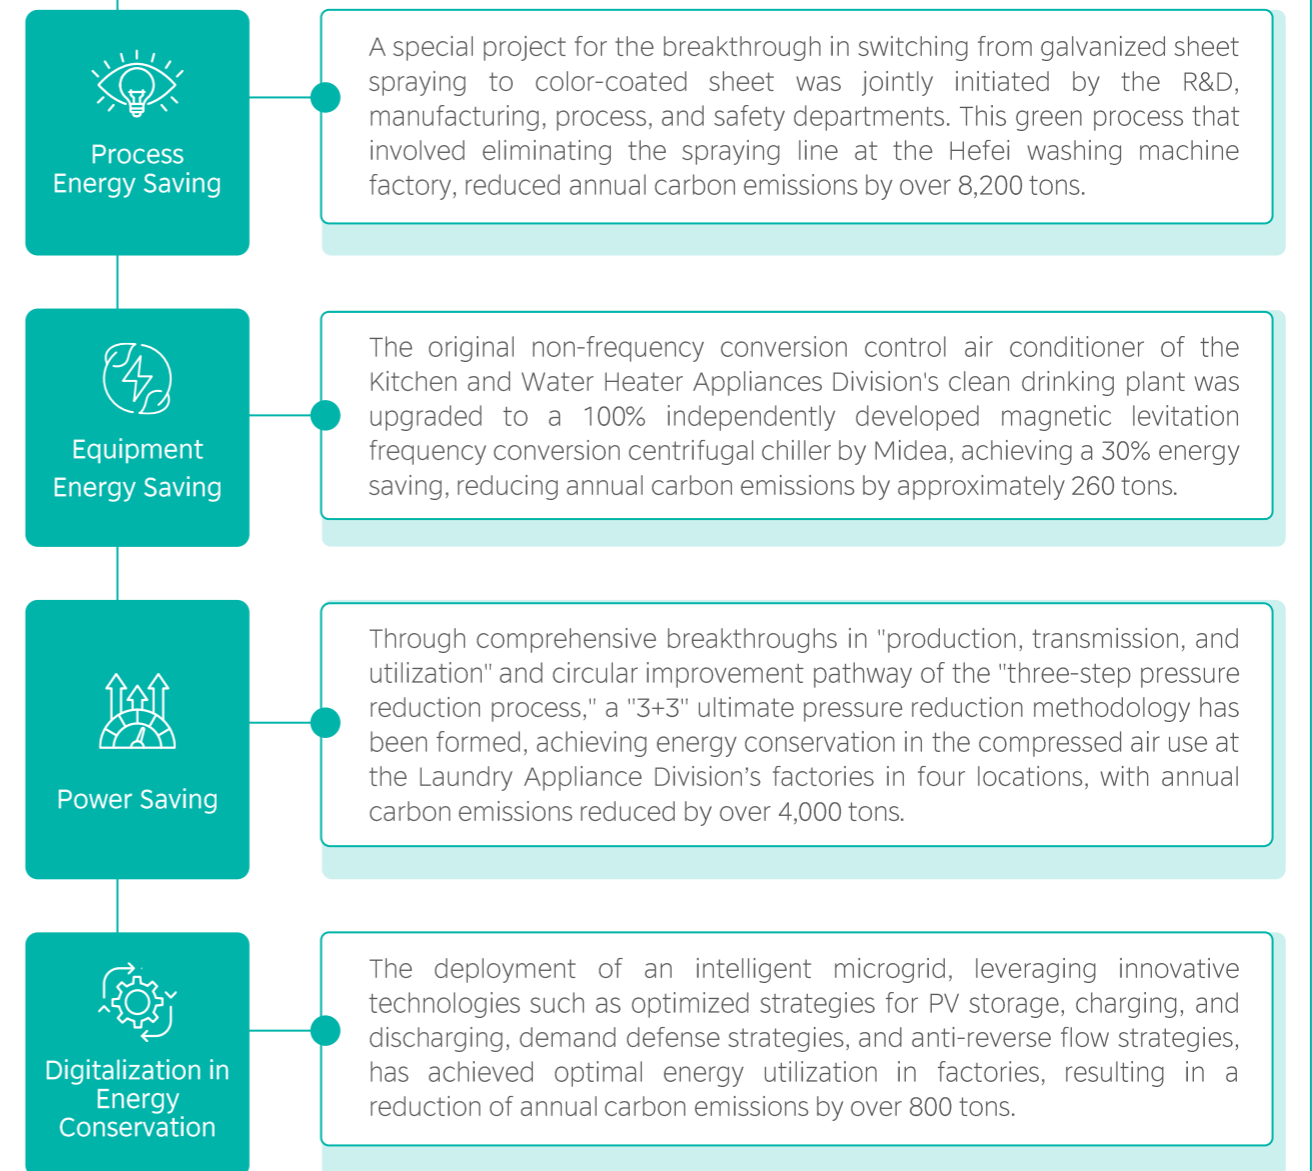 Process
Energy Saving
A special project for the breakthrough in switching from galvanized sheet
spraying to color-coated sheet was jointly initiated by the R&D,
manufacturing, process, and safety departments. This green process that
involved eliminating the spraying line at the Hefei washing machine
factory, reduced annual carbon emissions by over 8,200 tons.
Equipment
Energy Saving
The original non-frequency conversion control air conditioner of the
Kitchen and Water Heater Appliances Division's clean drinking plant was
upgraded to a 100% independently developed magnetic levitation
frequency conversion centrifugal chiller by Midea, achieving a 30% energy
saving, reducing annual carbon emissions by approximately 260 tons.
Power Saving
Through comprehensive breakthroughs in "production, transmission, and
utilization" and circular improvement pathway of the "three-step pressure
reduction process," a "3+3" ultimate pressure reduction methodology has
been formed, achieving energy conservation in the compressed air use at
the Laundry Appliance Division’s factories in four locations, with annual
carbon emissions reduced by over 4,000 tons.
Digitalization in
Energy
Conservation
The deployment of an intelligent microgrid, leveraging innovative
technologies such as optimized strategies for PV storage, charging, and
discharging, demand defense strategies, and anti-reverse flow strategies,
has achieved optimal energy utilization in factories, resulting in a
reduction of annual carbon emissions by over 800 tons.